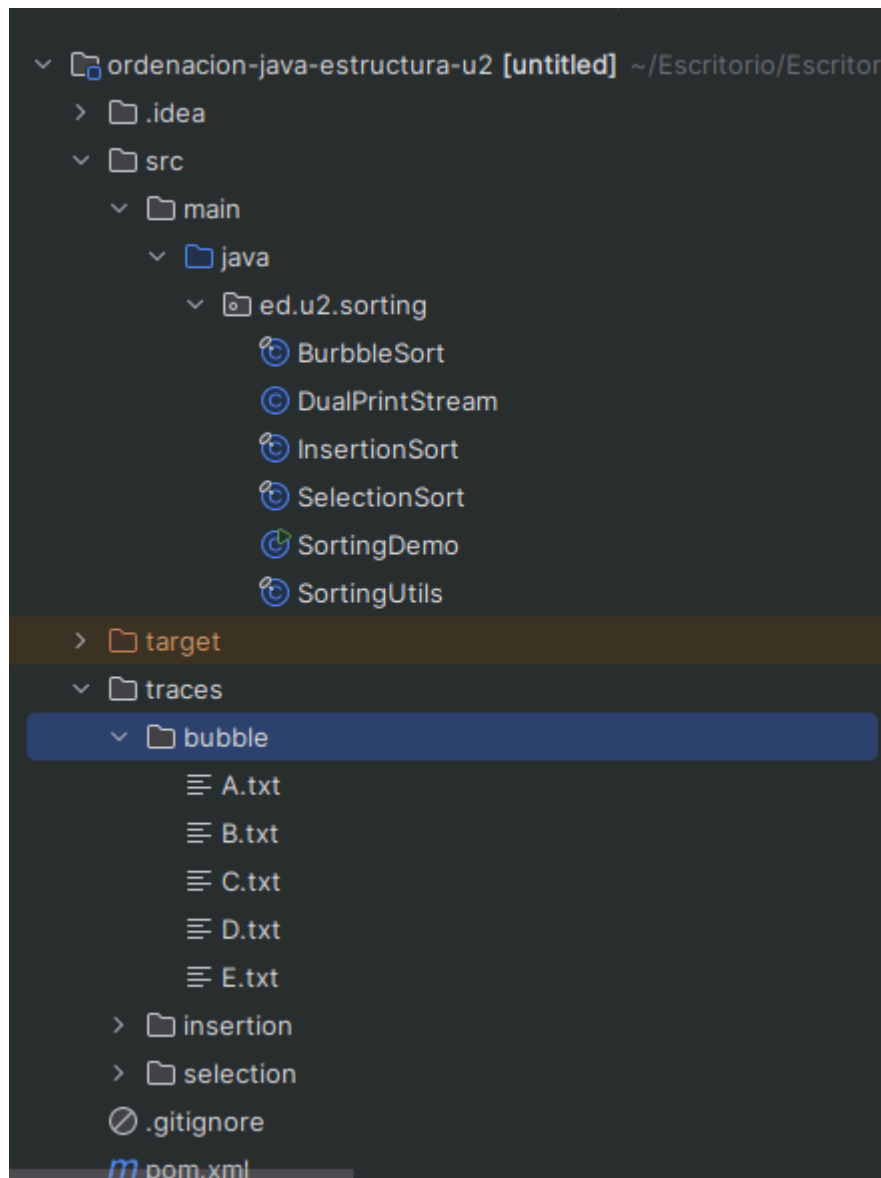 ordenacion-java-estructura-u2 [untitled] ~/Escritorio/Escritor
.idea
src
main
java
ed.u2.sorting
BurbbleSort
DualPrintStream
InsertionSort
SelectionSort
SortingDemo
SortingUtils
target
traces
bubble
A.txt
B.txt
C.txt
D.txt
E.txt
insertion
selection
.gitignore
m pom.xml